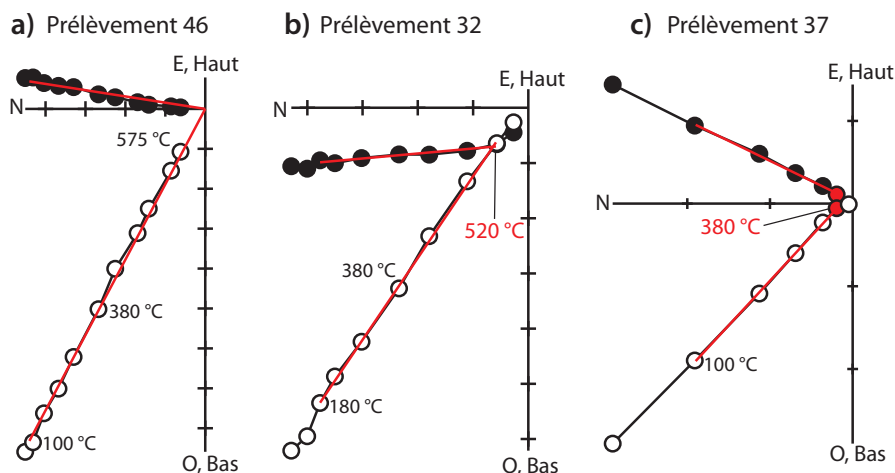 a) Prélèvement 46
E, Haut
N
575 °C
380 °C
100 °C
O, Bas
b) Prélèvement 32
E, Haut
N
520 °C
380 °C
180 °C
O, Bas
c) Prélèvement 37
E, Haut
N
380 °C
100 °C
O, Bas